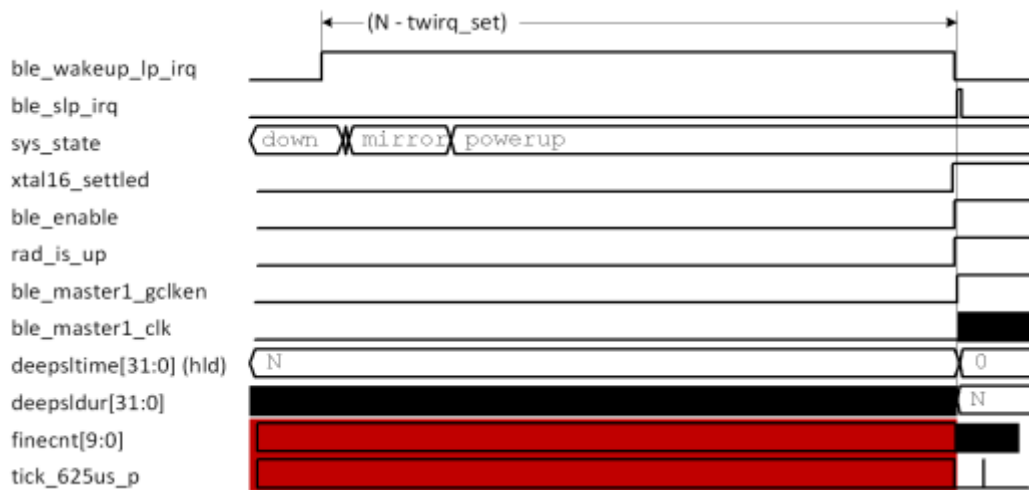 (N - twirq_set)
ble_wakeup_lp_irq
ble_slp_irq
sys_state down mirror powerup
xtal16_settled
ble_enable
rad_is_up
ble_master1_gclken
ble_master1_clk
deepsltime[31:0] (hld) N 0
deepsldur[31:0] N
finecnt[9:0]
tick_625us_p